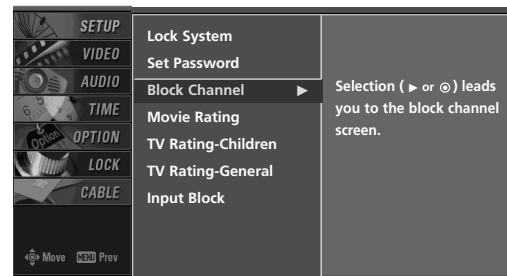 SETUP
VIDEO
AUDIO
TIME
OPTION
LOCK
CABLE
Move MENU Prev
Lock System
Set Password
Block Channel ►
Movie Rating
TV Rating-Children
TV Rating-General
Input Block
Selection ( ► or ⊙ ) leads
you to the block channel
screen.